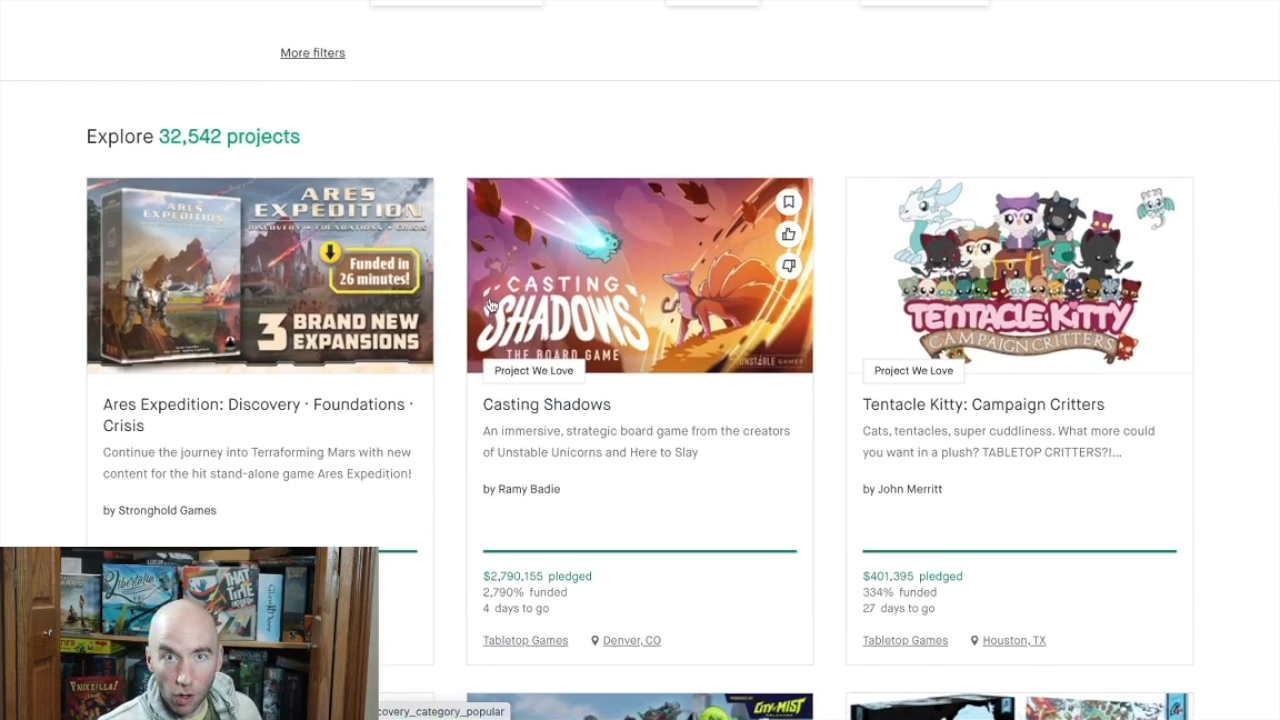 More filters
Explore 32,542 projects
ARES EXPEDITION
ARES
EXPEDITION
DISCOVERY · FOUNDATIONS · CRISIS
Funded in
26 minutes!
3 BRAND NEW
EXPANSIONS
CASTING
SHADOWS
THE BOARD GAME
UNSTABLE GAMES
TENTACLE KITTY
CAMPAIGN CRITTERS
Project We Love
Project We Love
Ares Expedition: Discovery · Foundations ·
Crisis
Continue the journey into Terraforming Mars with new
content for the hit stand-alone game Ares Expedition!
by Stronghold Games
Casting Shadows
An immersive, strategic board game from the creators
of Unstable Unicorns and Here to Slay
by Ramy Badie
$2,790,155 pledged
2,790% funded
4 days to go
Tabletop Games
Denver, CO
Tentacle Kitty: Campaign Critters
Cats, tentacles, super cuddliness. What more could
you want in a plush? TABLETOP CRITTERS?!...
by John Merritt
$401,395 pledged
334% funded
27 days to go
Tabletop Games
Houston, TX
Libertalia
THAT
TIME
covery_category_popular
CITY OF MIST